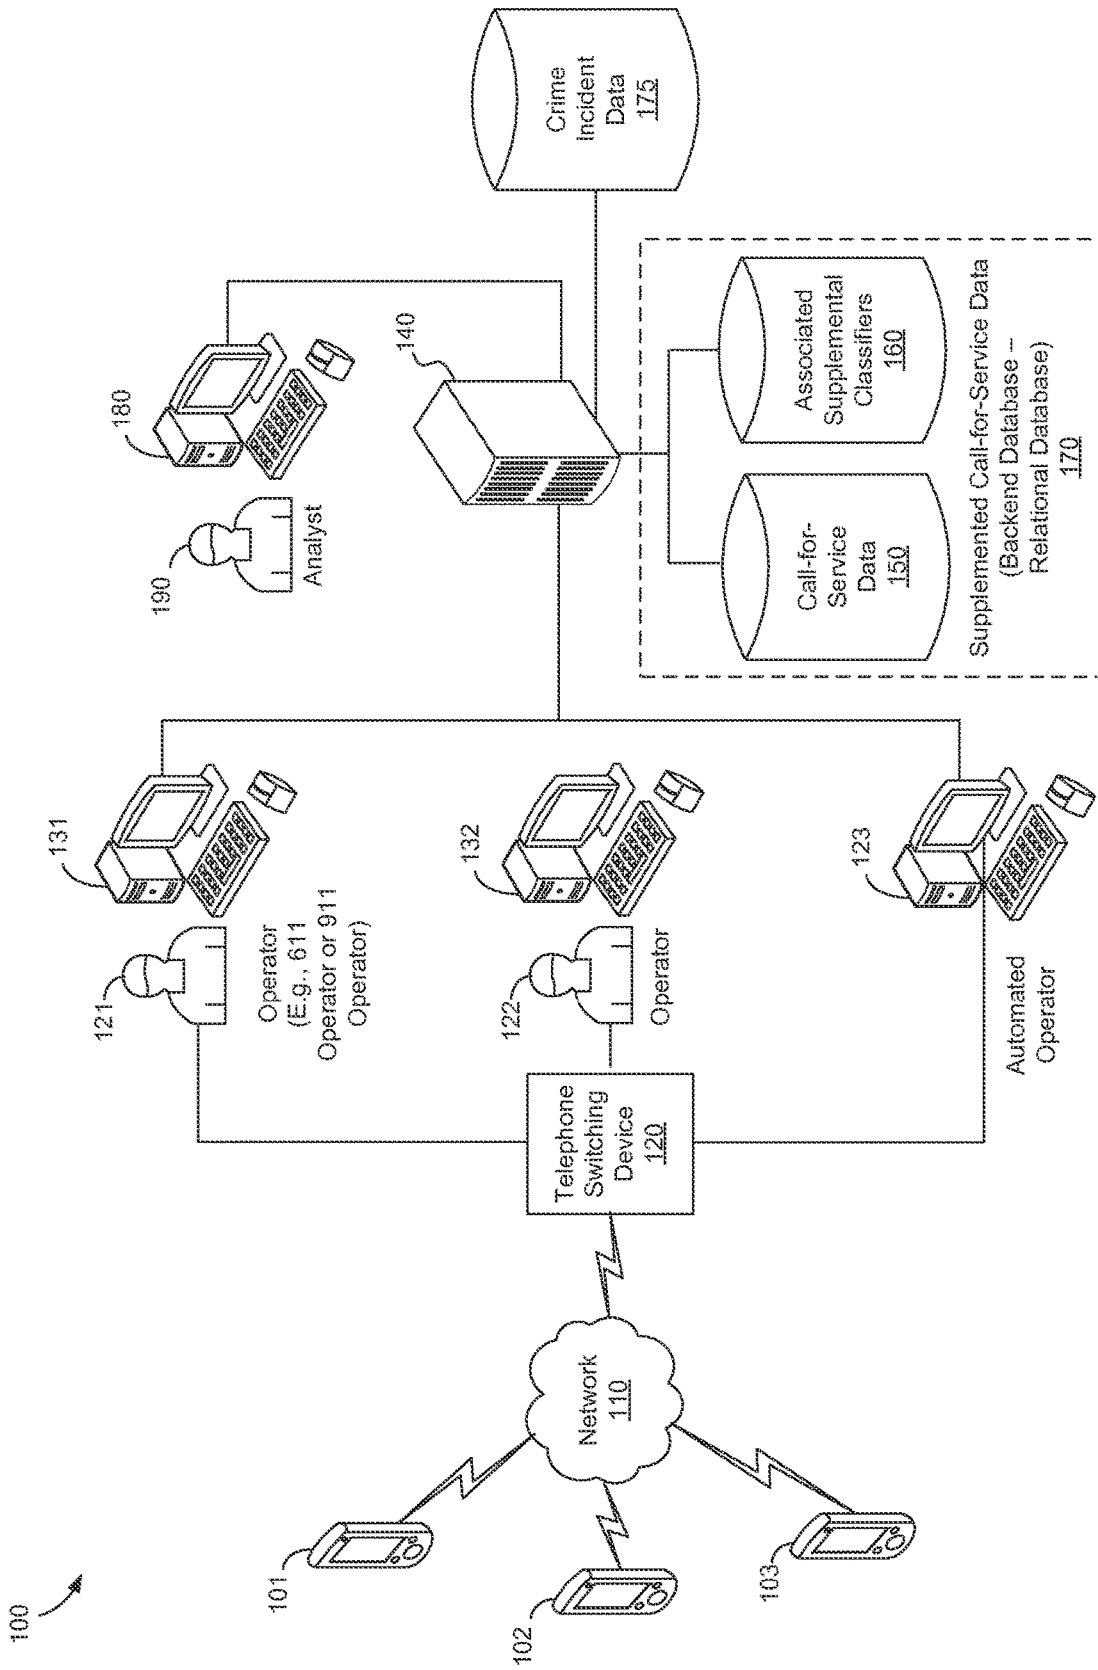 100
101
102
103
Network
110
Telephone
Switching
Device
120
121
Operator
(E.g., 611
Operator or 911
Operator)
131
122
Operator
132
Automated
Operator
123
190
Analyst
180
140
Call-for-
Service
Data
150
Associated
Supplemental
Classifiers
160
Supplemented Call-for-Service Data
(Backend Database –
Relational Database)
170
Crime
Incident
Data
175